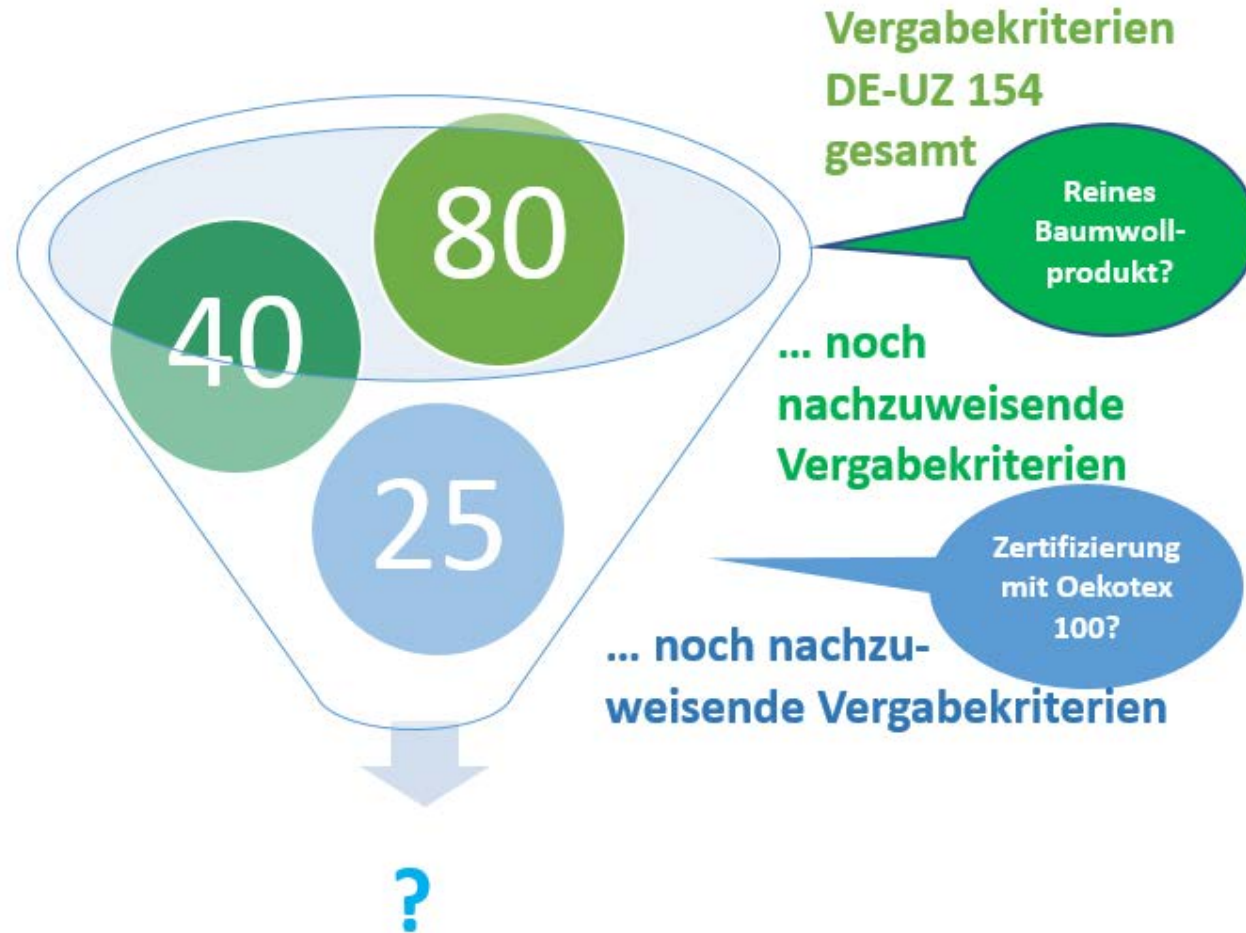 Vergabekriterien
DE-UZ 154
gesamt
80
Reines
Baumwoll-
produkt?
40
... noch
nachzuweisende
Vergabekriterien
25
Zertifizierung
mit Oekotex
100?
... noch nachzu-
weisende Vergabekriterien
?